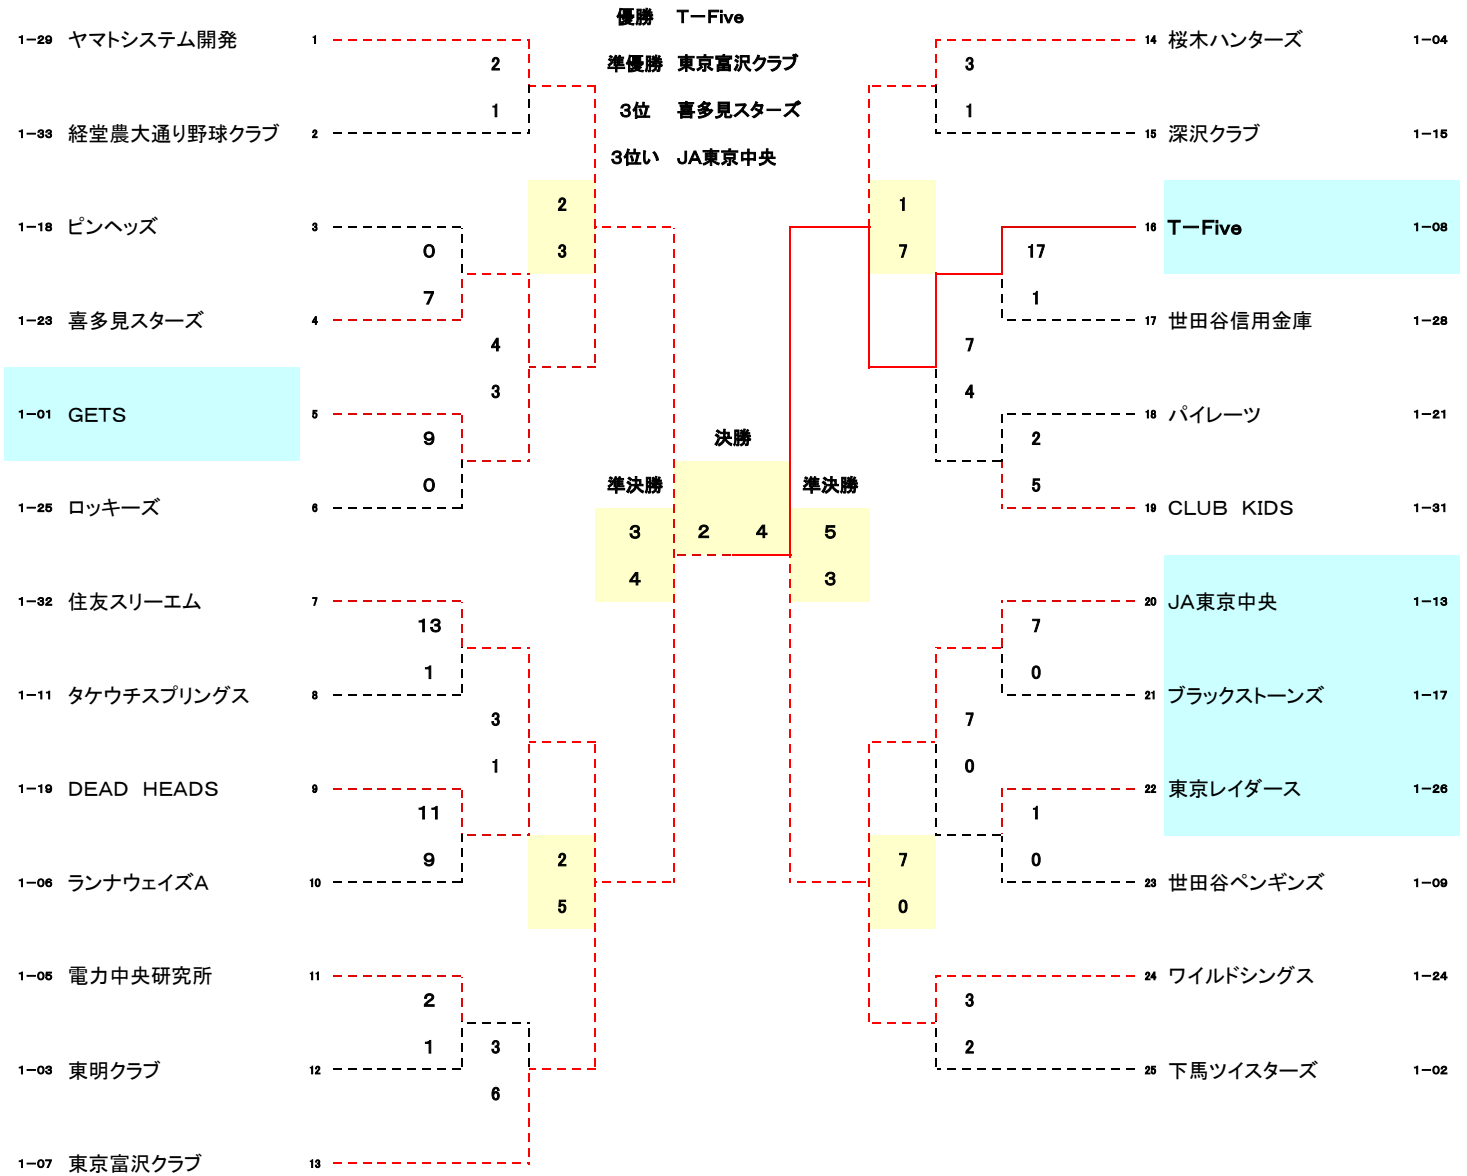 優勝 T－Five
1－29 ヤマトシステム開発 1
14 桜木ハンターズ 1－04
2
準優勝 東京富沢クラブ
3
1
3位 喜多見スターズ
1
1－33 経堂農大通り野球クラブ 2
15 深沢クラブ 1－15
3位い JA東京中央
2
1
1－18 ピンヘッズ 3
16 T－Five 1－08
0
3
7
17
7
1
1－23 喜多見スターズ 4
17 世田谷信用金庫 1－28
4
7
3
4
1－01 GETS 5
18 パイレーツ 1－21
9
決勝
2
0
準決勝
準決勝
5
1－25 ロッキーズ 6
19 CLUB KIDS 1－31
3
2
4
5
4
3
1－32 住友スリーエム 7
20 JA東京中央 1－13
13
7
1
0
1－11 タケウチスプリングス 8
21 ブラックストーンズ 1－17
3
7
1
0
1－19 DEAD HEADS 9
22 東京レイダース 1－26
11
1
9
2
7
0
1－06 ランナウェイズA 10
23 世田谷ペンギンズ 1－09
5
0
1－05 電力中央研究所 11
24 ワイルドシングス 1－24
2
3
1
3
2
1－03 東明クラブ 12
25 下馬ツイスターズ 1－02
6
1－07 東京富沢クラブ 13